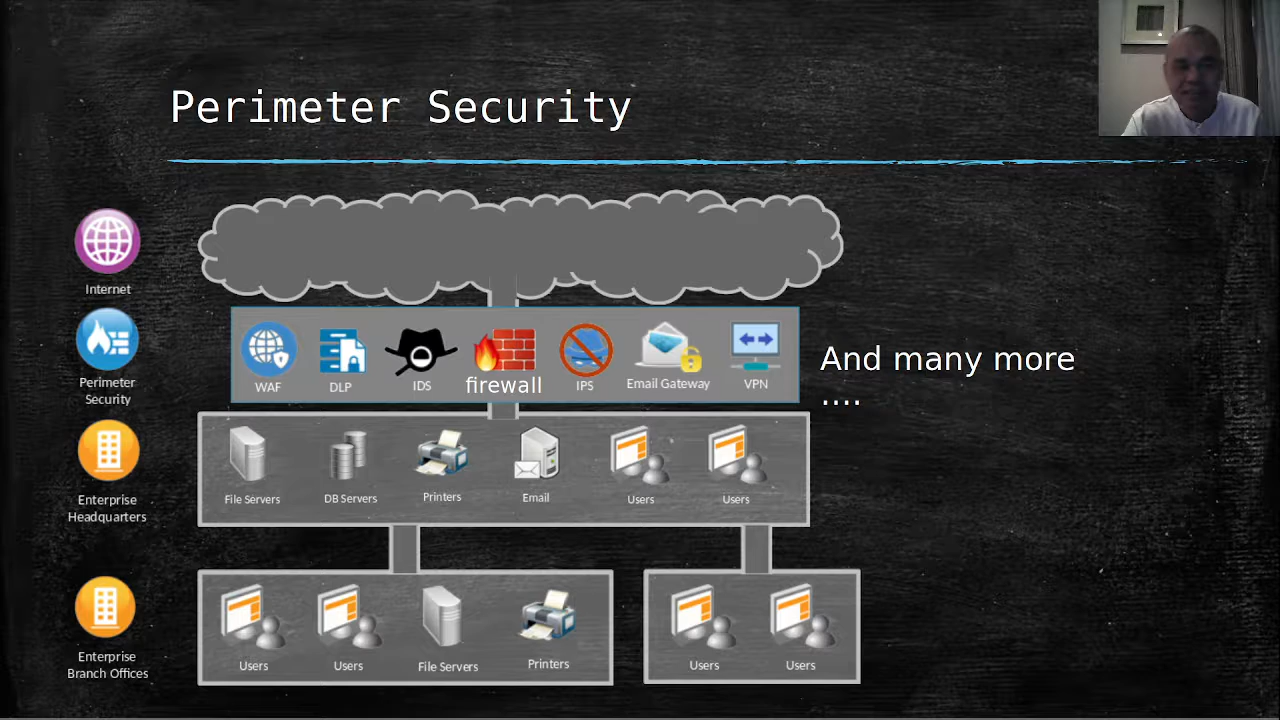 Perimeter Security
Internet
WAF
DLP
IDS
firewall
IPS
Email Gateway
VPN
And many more
....
Perimeter
Security
File Servers
DB Servers
Printers
Email
Users
Users
Enterprise
Headquarters
Users
Users
File Servers
Printers
Users
Users
Enterprise
Branch Offices